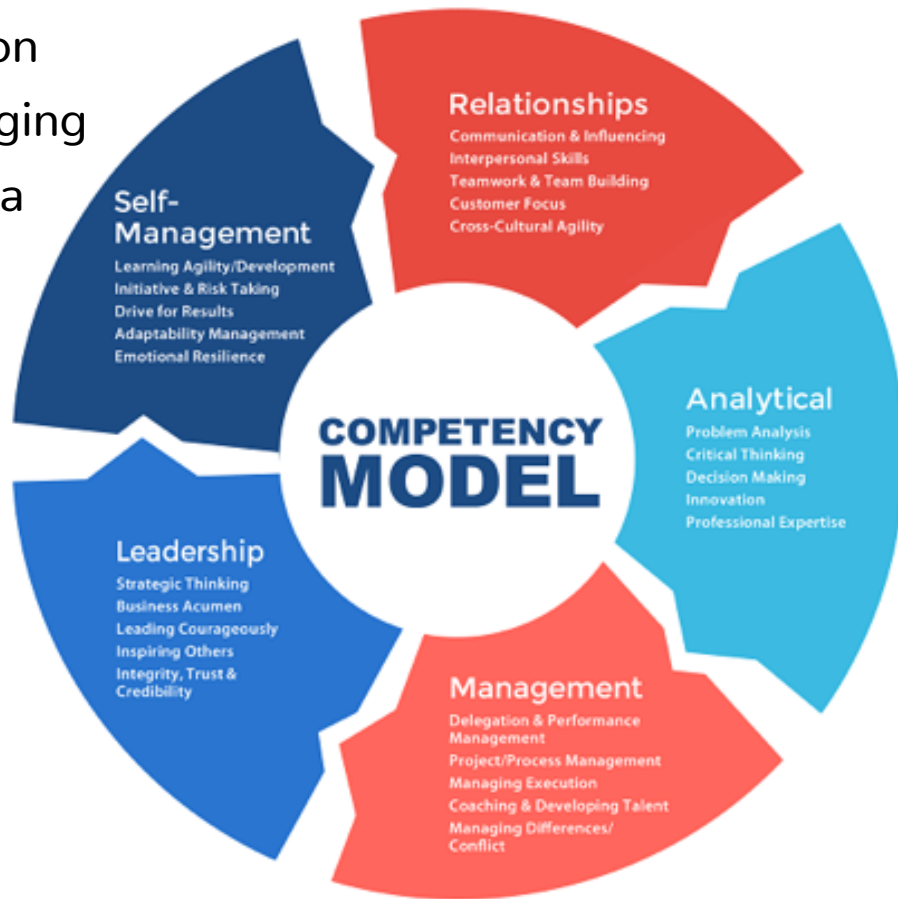 on
ging
a
Relationships
Communication & Influencing
Interpersonal Skills
Teamwork & Team Building
Customer Focus
Cross-Cultural Agility
Analytical
Problem Analysis
Critical Thinking
Decision Making
Innovation
Professional Expertise
Management
Delegation & Performance
Management
Project/Process Management
Managing Execution
Coaching & Developing Talent
Managing Differences/
Conflict
Leadership
Strategic Thinking
Business Acumen
Leading Courageously
Inspiring Others
Integrity, Trust &
Credibility
Self-
Management
Learning Agility/Development
Initiative & Risk Taking
Drive for Results
Adaptability Management
Emotional Resilience
COMPETENCY
MODEL